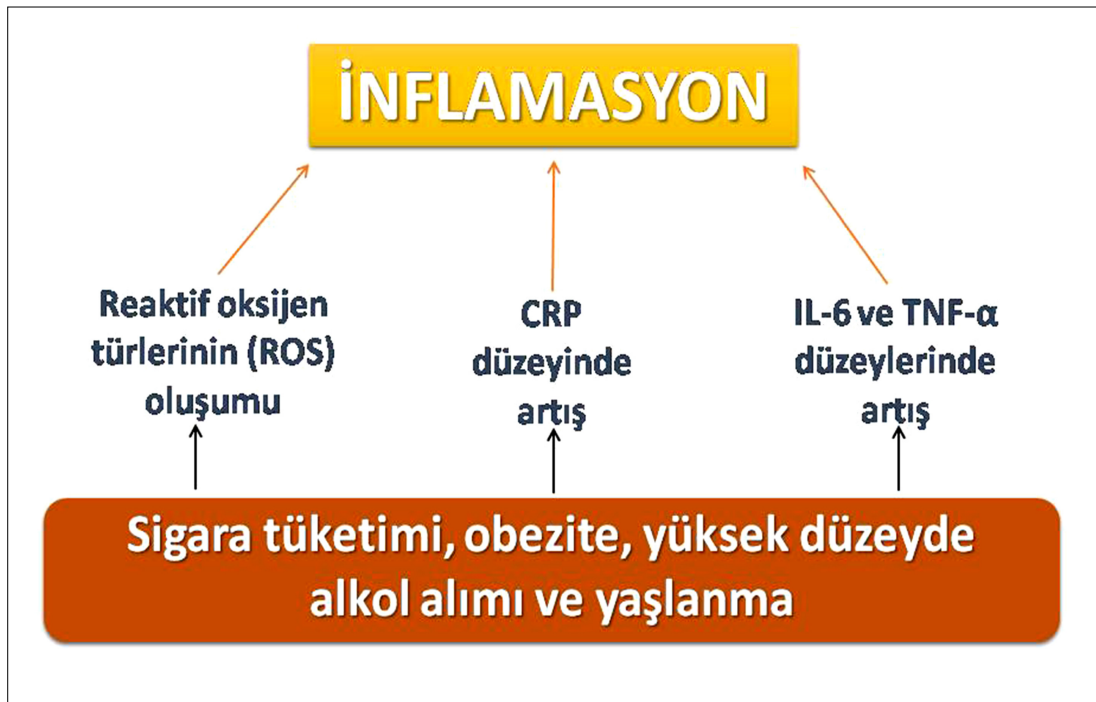 İNFLAMASYON
Reaktif oksijen
türlerinin (ROS)
oluşumu
CRP
düzeyinde
artış
IL-6 ve TNF-α
düzeylerinde
artış
Sigara tüketimi, obezite, yüksek düzeyde
alkol alımı ve yaşlanma